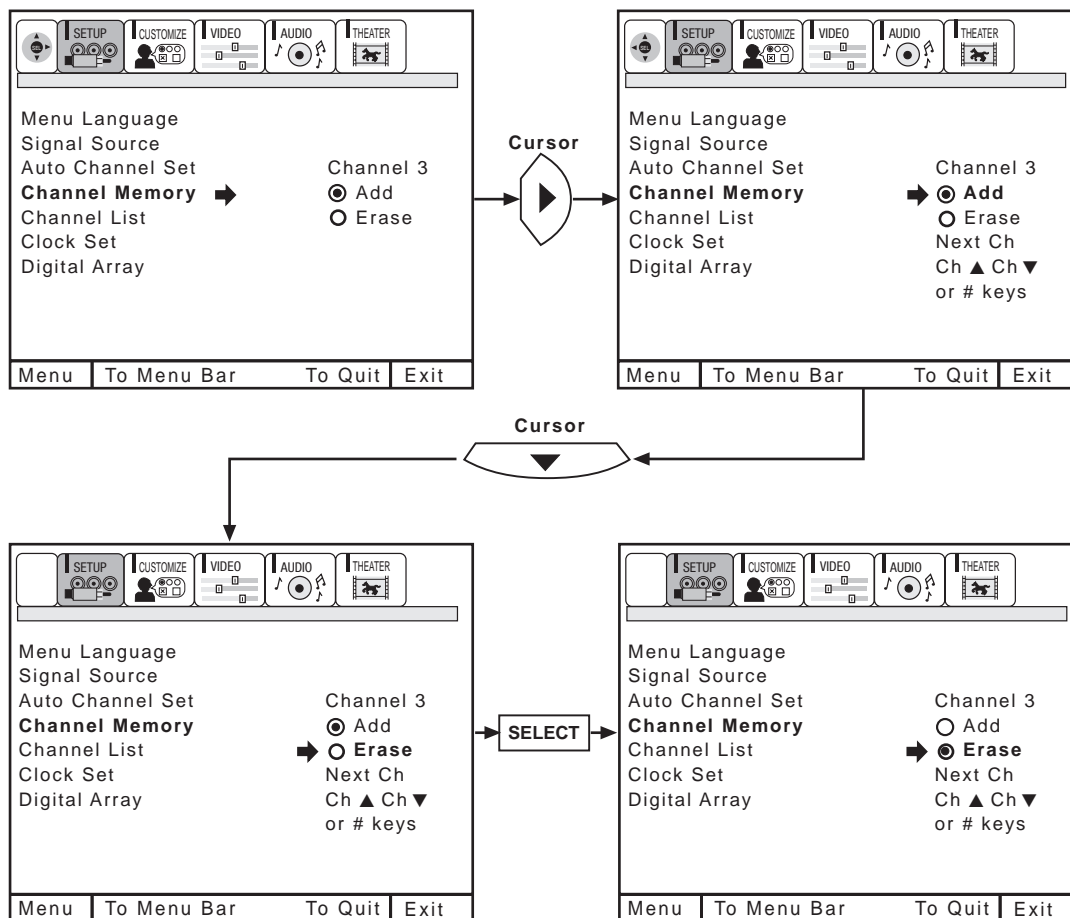 SETUP CUSTOMIZE VIDEO AUDIO THEATER
SEL
Menu Language
Signal Source
Auto Channel Set Channel 3
Channel Memory Add
Channel List Erase
Clock Set
Digital Array
Menu To Menu Bar To Quit Exit
Cursor
SETUP CUSTOMIZE VIDEO AUDIO THEATER
SEL
Menu Language
Signal Source
Auto Channel Set Channel 3
Channel Memory Add
Channel List Erase
Clock Set Next Ch
Digital Array Ch ▲ Ch ▼
or # keys
Menu To Menu Bar To Quit Exit
Cursor
SETUP CUSTOMIZE VIDEO AUDIO THEATER
Menu Language
Signal Source
Auto Channel Set Channel 3
Channel Memory Add
Channel List Erase
Clock Set Next Ch
Digital Array Ch ▲ Ch ▼
or # keys
Menu To Menu Bar To Quit Exit
SELECT
SETUP CUSTOMIZE VIDEO AUDIO THEATER
Menu Language
Signal Source
Auto Channel Set Channel 3
Channel Memory Add
Channel List Erase
Clock Set Next Ch
Digital Array Ch ▲ Ch ▼
or # keys
Menu To Menu Bar To Quit Exit